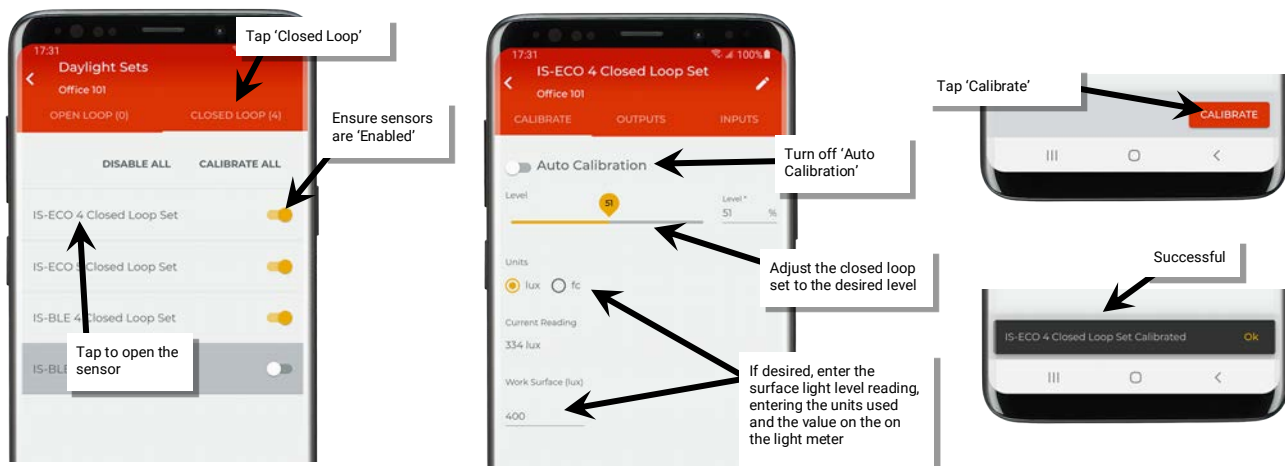 Tap ‘Closed Loop’
17:31
Daylight Sets
Office 101
OPEN LOOP (0) CLOSED LOOP (4)
Ensure sensors
are ‘Enabled’
DISABLE ALL CALIBRATE ALL
IS-ECO 4 Closed Loop Set
IS-ECO 5 Closed Loop Set
IS-BLE 4 Closed Loop Set
IS-BLE
Tap to open the
sensor
17:31 100%
IS-ECO 4 Closed Loop Set
Office 101
CALIBRATE OUTPUTS INPUTS
Auto Calibration
Turn off ‘Auto
Calibration’
Level
51
Level *
51 %
Adjust the closed loop
set to the desired level
Units
lux fc
Current Reading
334 lux
Work Surface (lux)
400
If desired, enter the
surface light level reading,
entering the units used
and the value on the on
the light meter
Tap ‘Calibrate’
CALIBRATE
Successful
IS-ECO 4 Closed Loop Set Calibrated Ok